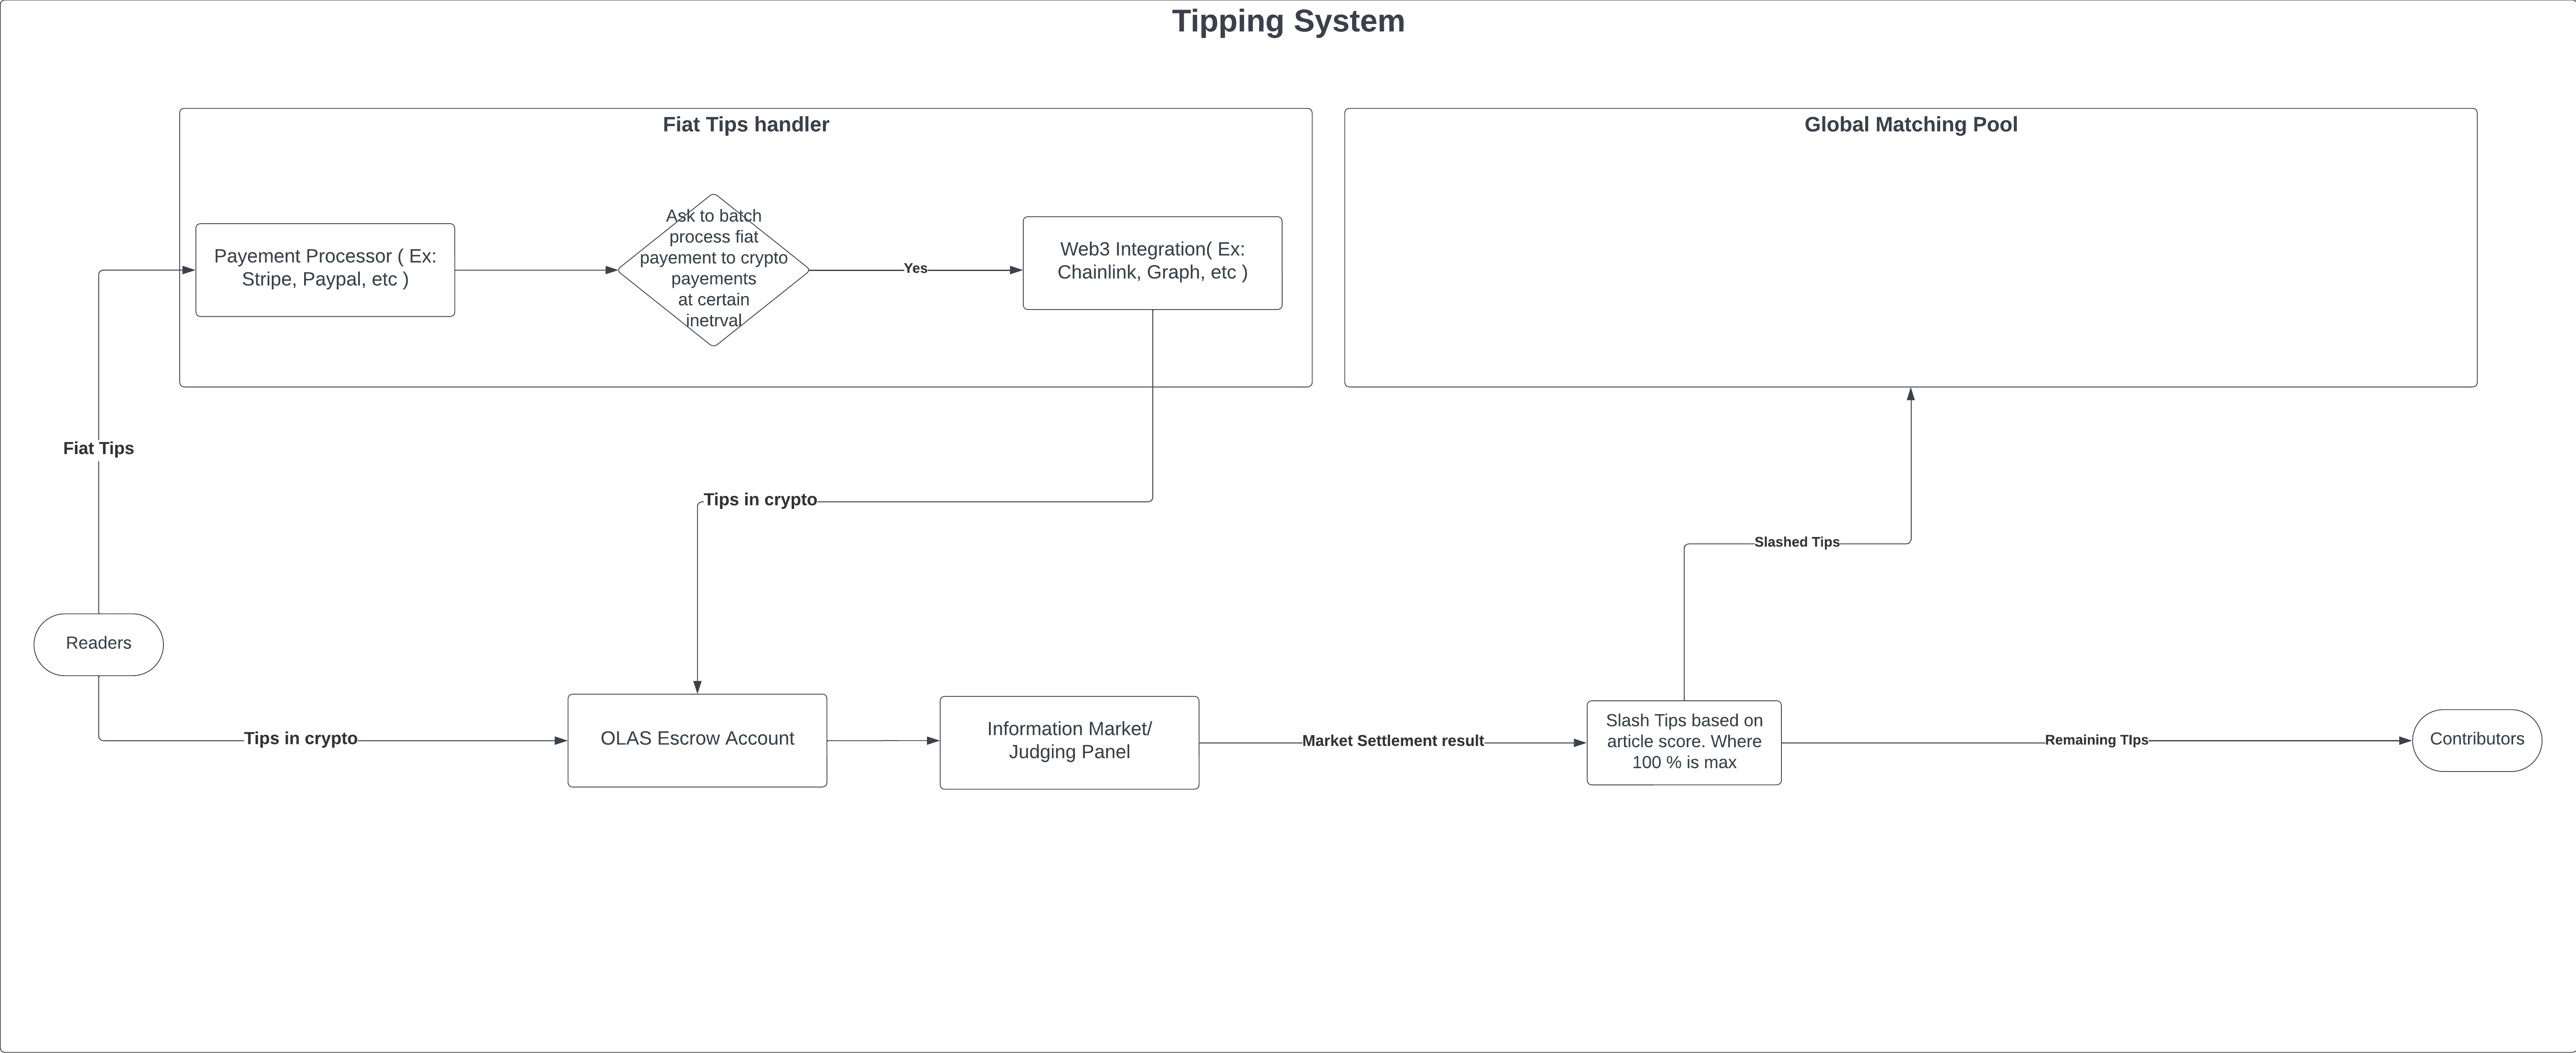 Tipping System
Fiat Tips handler
Global Matching Pool
Payement Processor ( Ex:
Stripe, Paypal, etc )
Ask to batch
process fiat
payement to crypto
payements
at certain
inetrval
Yes
Web3 Integration( Ex:
Chainlink, Graph, etc )
Fiat Tips
Tips in crypto
Slashed Tips
Readers
Tips in crypto
OLAS Escrow Account
Information Market/
Judging Panel
Market Settlement result
Slash Tips based on
article score. Where
100 % is max
Remaining TIps
Contributors